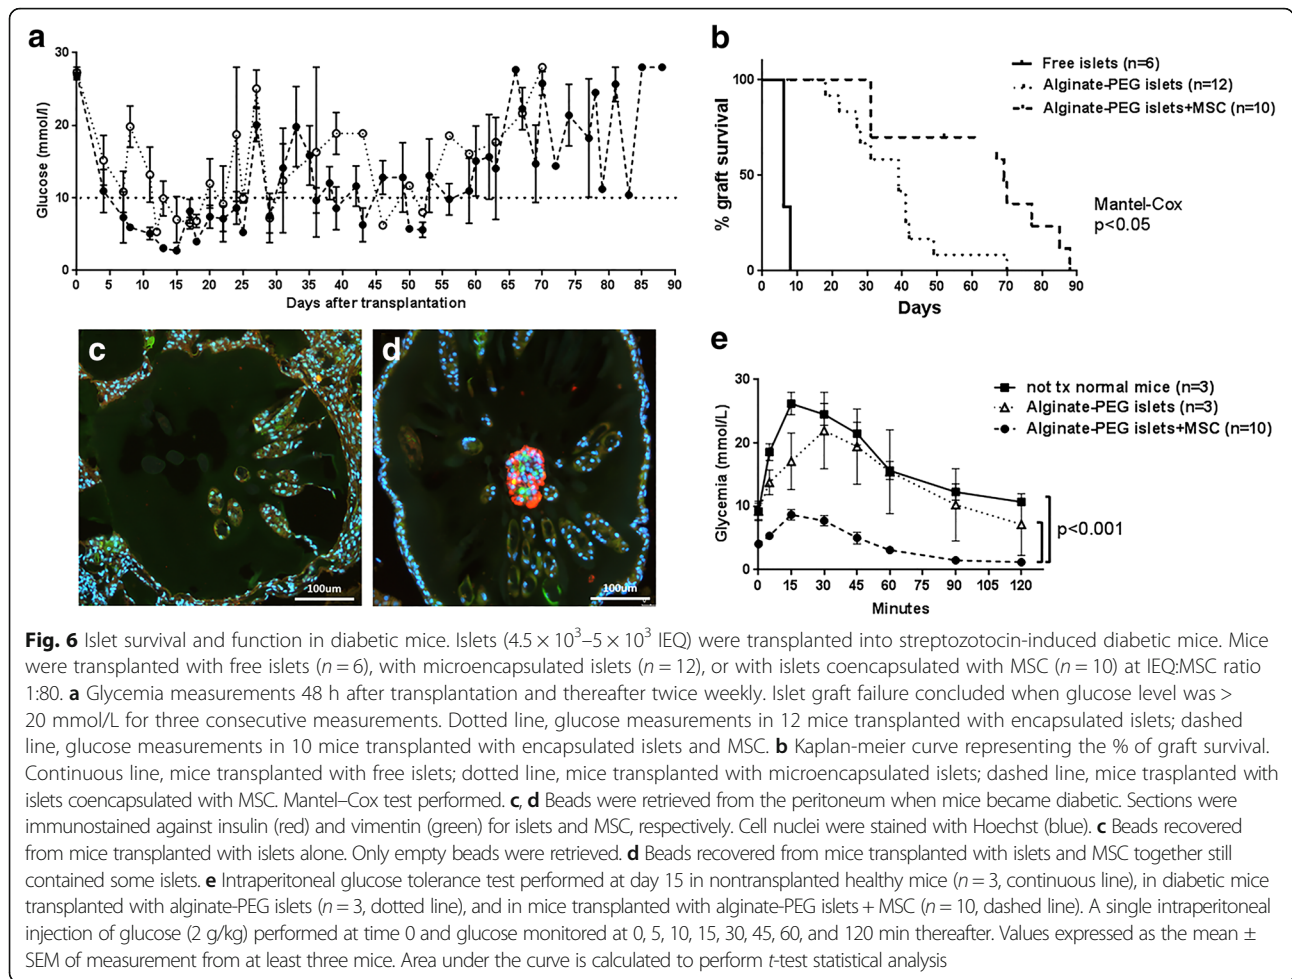 a
30
20
10
0
Glucose (mmol/l)
0 5 10 15 20 25 30 35 40 45 50 55 60 65 70 75 80 85 90
Days after transplantation
b
Free islets (n=6)
Alginate-PEG islets (n=12)
Alginate-PEG islets+MSC (n=10)
100
50
0
% graft survival
Mantel-Cox
p<0.05
0 10 20 30 40 50 60 70 80 90
Days
c
100um
d
100um
e
not tx normal mice (n=3)
Alginate-PEG islets (n=3)
Alginate-PEG islets+MSC (n=10)
30
20
10
0
Glycemia (mmol/L)
p<0.001
0 15 30 45 60 75 90 105 120
Minutes
Fig. 6 Islet survival and function in diabetic mice. Islets (4.5 × 10³–5 × 10³ IEQ) were transplanted into streptozotocin-induced diabetic mice. Mice
were transplanted with free islets (n = 6), with microencapsulated islets (n = 12), or with islets coencapsulated with MSC (n = 10) at IEQ:MSC ratio
1:80. a Glycemia measurements 48 h after transplantation and thereafter twice weekly. Islet graft failure concluded when glucose level was >
20 mmol/L for three consecutive measurements. Dotted line, glucose measurements in 12 mice transplanted with encapsulated islets; dashed
line, glucose measurements in 10 mice transplanted with encapsulated islets and MSC. b Kaplan-meier curve representing the % of graft survival.
Continuous line, mice transplanted with free islets; dotted line, mice transplanted with microencapsulated islets; dashed line, mice trasplanted with
islets coencapsulated with MSC. Mantel–Cox test performed. c, d Beads were retrieved from the peritoneum when mice became diabetic. Sections were
immunostained against insulin (red) and vimentin (green) for islets and MSC, respectively. Cell nuclei were stained with Hoechst (blue). c Beads recovered
from mice transplanted with islets alone. Only empty beads were retrieved. d Beads recovered from mice transplanted with islets and MSC together still
contained some islets. e Intraperitoneal glucose tolerance test performed at day 15 in nontransplanted healthy mice (n = 3, continuous line), in diabetic mice
transplanted with alginate-PEG islets (n = 3, dotted line), and in mice transplanted with alginate-PEG islets + MSC (n = 10, dashed line). A single intraperitoneal
injection of glucose (2 g/kg) performed at time 0 and glucose monitored at 0, 5, 10, 15, 30, 45, 60, and 120 min thereafter. Values expressed as the mean ±
SEM of measurement from at least three mice. Area under the curve is calculated to perform t-test statistical analysis